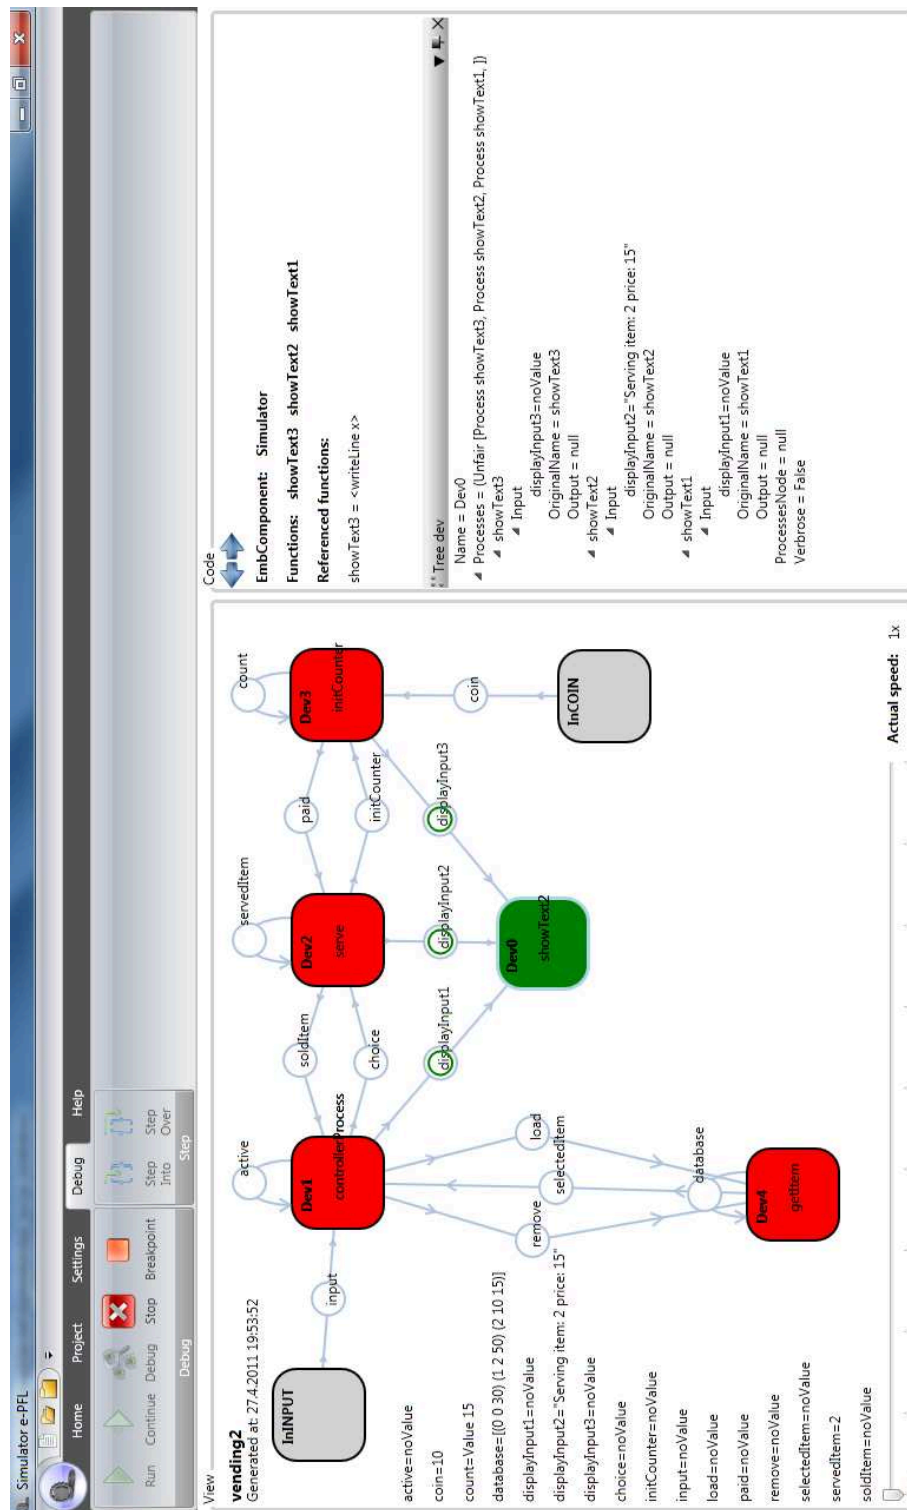 Simulator e-PFL
Home
Project
Settings
Debug
Help
Run
Continue
Debug
Stop
Breakpoint
Step Into
Step Over
Debug
Step
View
vending2
Generated at: 27.4.2011 19:53:52
InINPUT
input
active
Dev1
controllerProcess
soldItem
choice
servedItem
Dev2
serve
paid
initCounter
count
Dev3
initCounter
remove
selectedItem
load
displayInput1
displayInput2
displayInput3
coin
database
Dev4
getItem
Dev0
showText2
InCOIN
active=noValue
coin=10
count=Value 15
database=[(0 0 30) (1 2 50) (2 10 15)]
displayInput1=noValue
displayInput2="Serving item: 2 price: 15"
displayInput3=noValue
choice=noValue
initCounter=noValue
input=noValue
load=noValue
paid=noValue
remove=noValue
selectedItem=noValue
servedItem=2
soldItem=noValue
Actual speed: 1x
Code
EmbComponent: Simulator
Functions: showText3 showText2 showText1
Referenced functions:
showText3 = <writeLine x>
Tree dev
Name = Dev0
Processes = (Unfair [Process showText3, Process showText2, Process showText1, ])
showText3
Input
displayInput3=noValue
OriginalName = showText3
Output = null
showText2
Input
displayInput2="Serving item: 2 price: 15"
OriginalName = showText2
Output = null
showText1
Input
displayInput1=noValue
OriginalName = showText1
Output = null
ProcessesNode = null
Verbrose = False